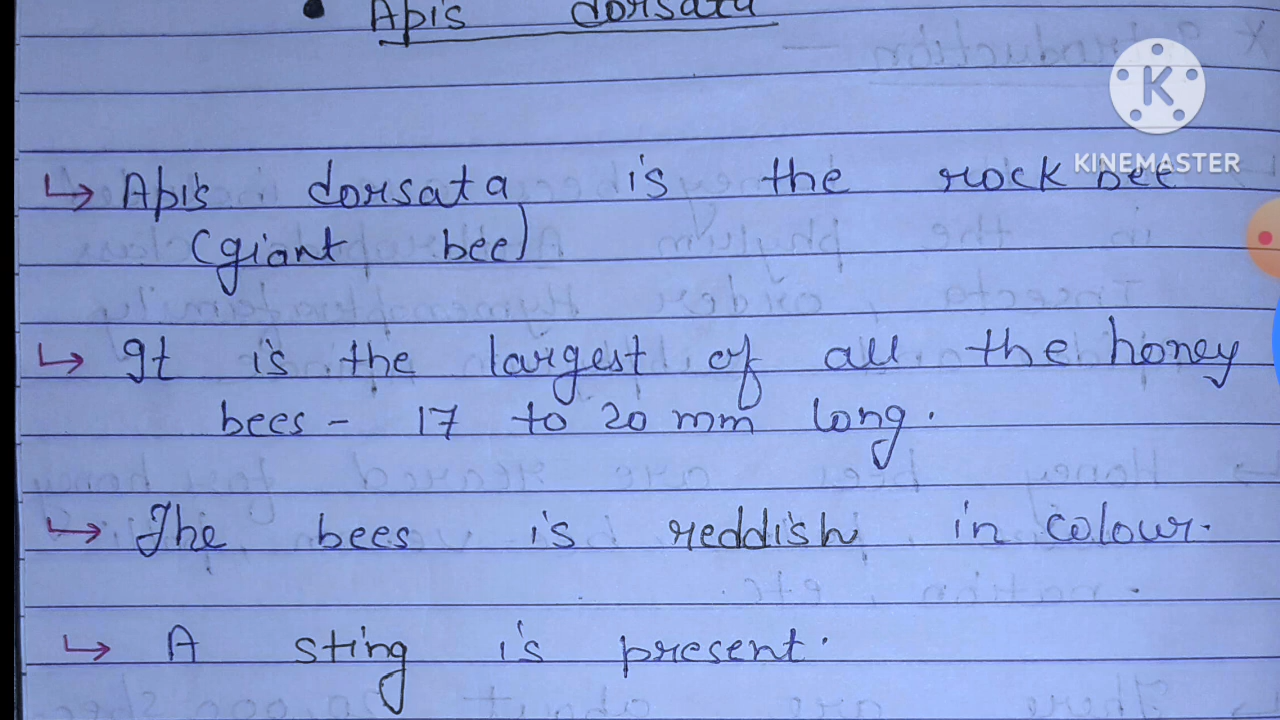 • Apis dorsata
KINEMASTER
↳ Apis dorsata is the rock bee
(giant bee)
↳ It is the largest of all the honey
bees - 17 to 20 mm long.
↳ The bees is reddish in colour.
↳ A sting is present.